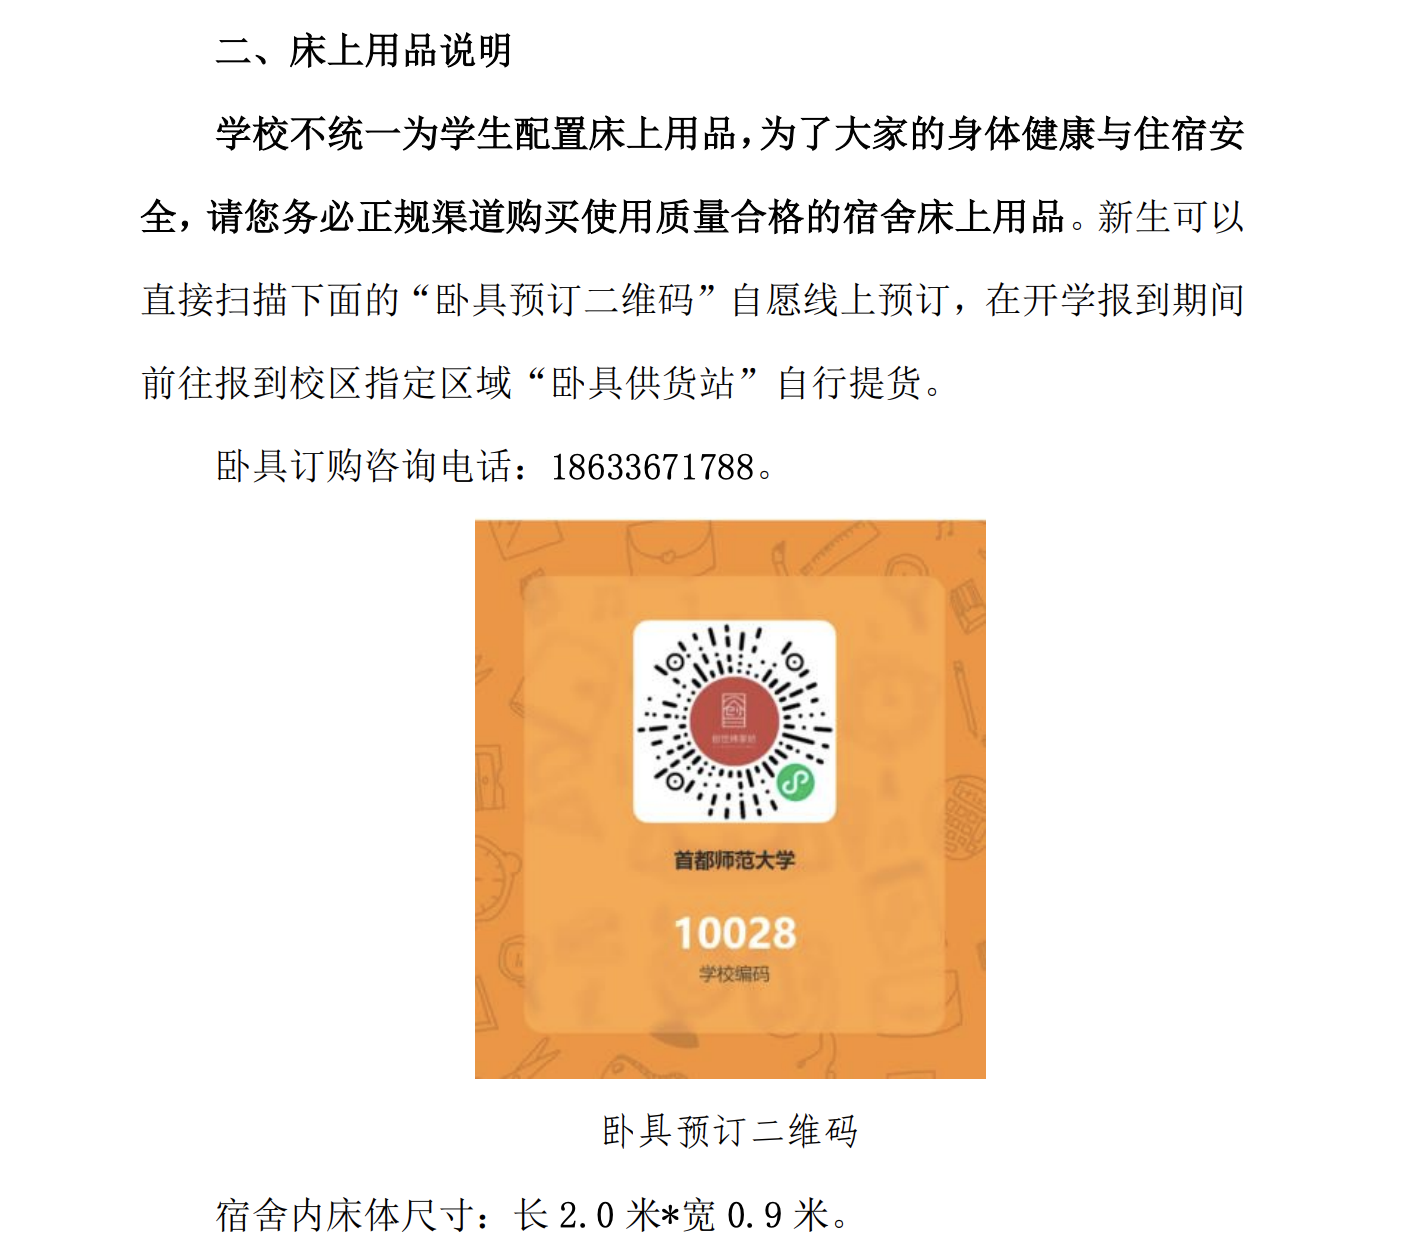 二、床上用品说明
学校不统一为学生配置床上用品，为了大家的身体健康与住宿安
全，请您务必正规渠道购买使用质量合格的宿舍床上用品。新生可以
直接扫描下面的“卧具预订二维码”自愿线上预订，在开学报到期间
前往报到校区指定区域“卧具供货站”自行提货。
卧具订购咨询电话：18633671788。
首都师范大学
10028
学校编码
卧具预订二维码
宿舍内床体尺寸：长 2.0 米*宽 0.9 米。